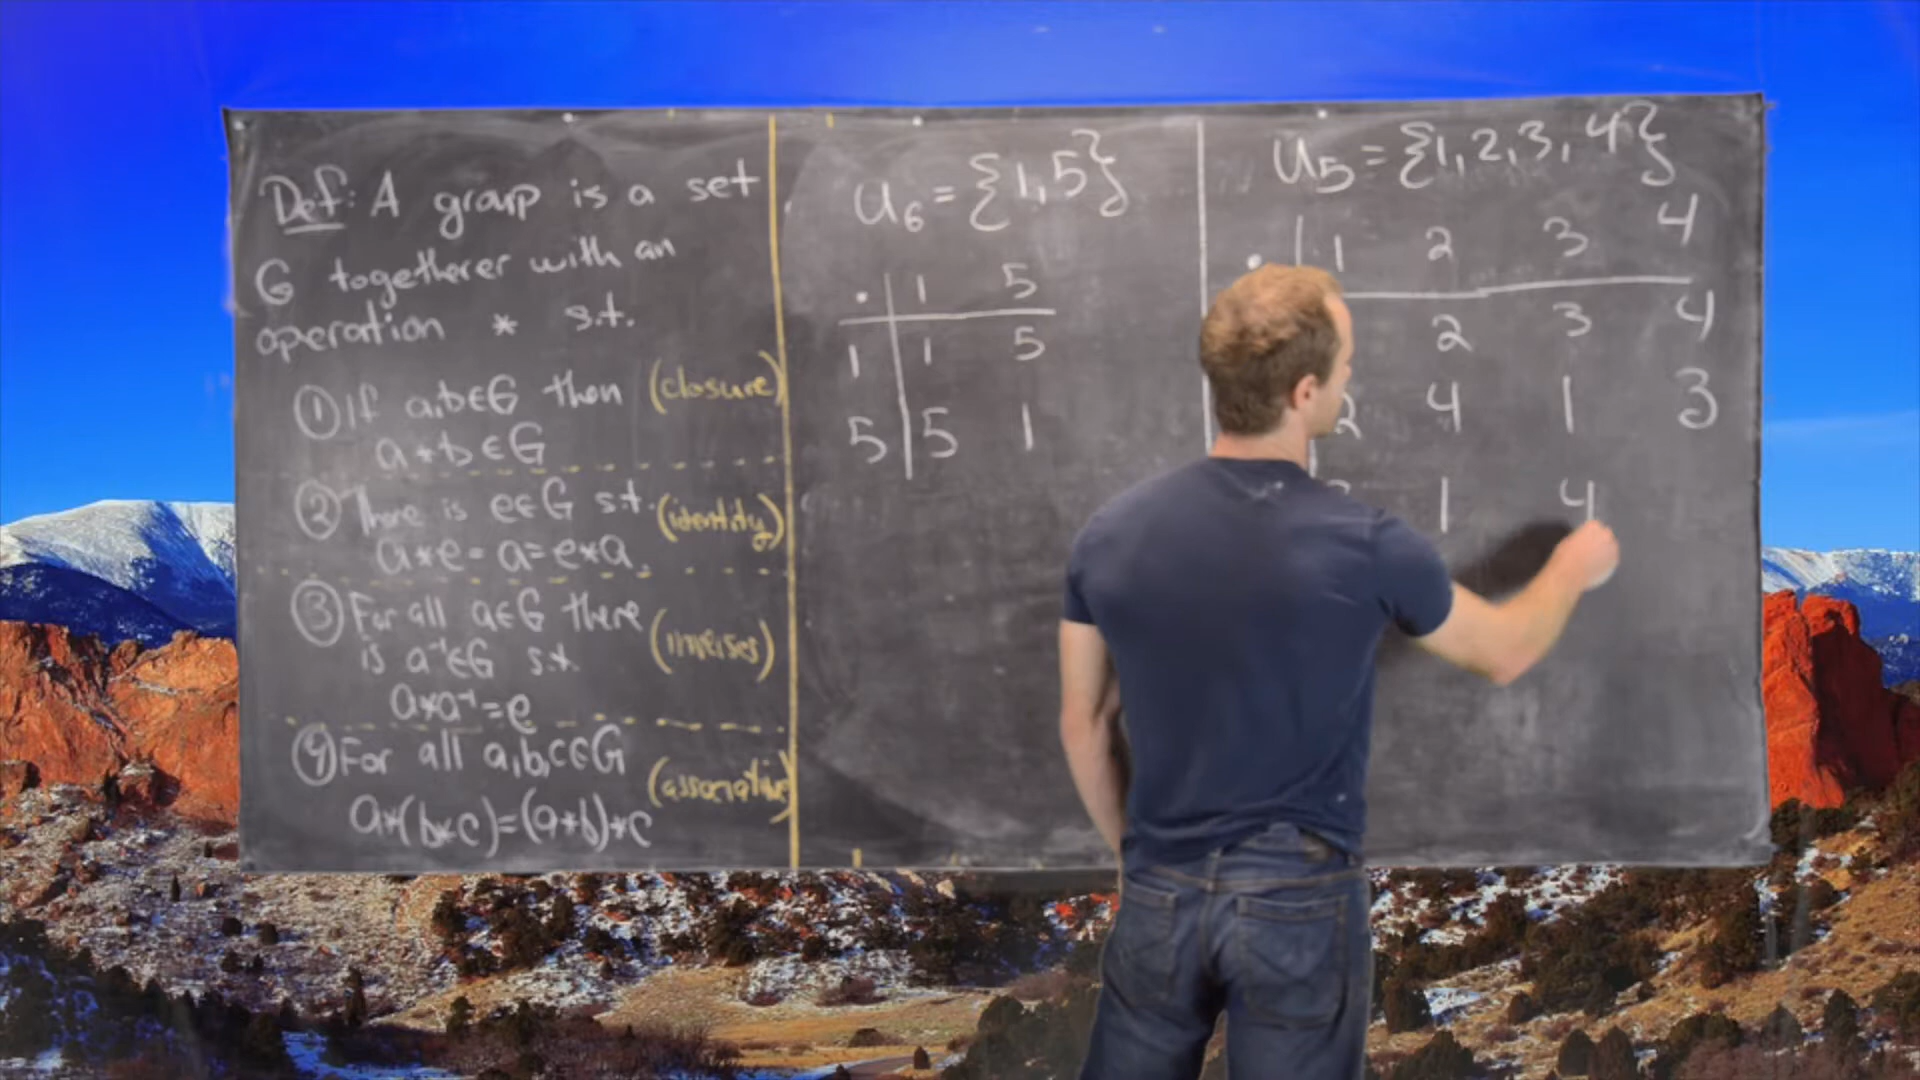 Def: A group is a set
G togetherer with an
operation * s.t.
① If a,b∈G then (closure)
a*b∈G
② There is e∈G s.t. (identity)
a*e=a=e*a.
③ For all a∈G there
is a⁻¹∈G s.t. (inverses)
a*a⁻¹=e
④ For all a,b,c∈G
(associative)
a*(b*c)=(a*b)*c
U₆={1,5}
· 1 5
1 1 5
5 5 1
U₅={1,2,3,4}
· 1 2 3 4
2 3 4
2 4 1 3
1 4